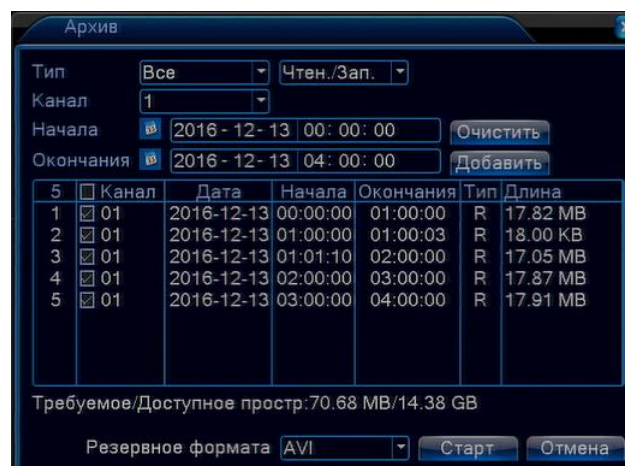 Архив
Тип Все Чтен./Зап.
Канал 1
Начала 2016-12-13 00:00:00 Очистить
Окончания 2016-12-13 04:00:00 Добавить
5 Канал Дата Начала Окончания Тип Длина
1 01 2016-12-13 00:00:00 01:00:00 R 17.82 MB
2 01 2016-12-13 01:00:00 01:00:03 R 18.00 KB
3 01 2016-12-13 01:01:10 02:00:00 R 17.05 MB
4 01 2016-12-13 02:00:00 03:00:00 R 17.87 MB
5 01 2016-12-13 03:00:00 04:00:00 R 17.91 MB
Требуемое/Доступное простр:70.68 MB/14.38 GB
Резервное формата AVI Старт Отмена